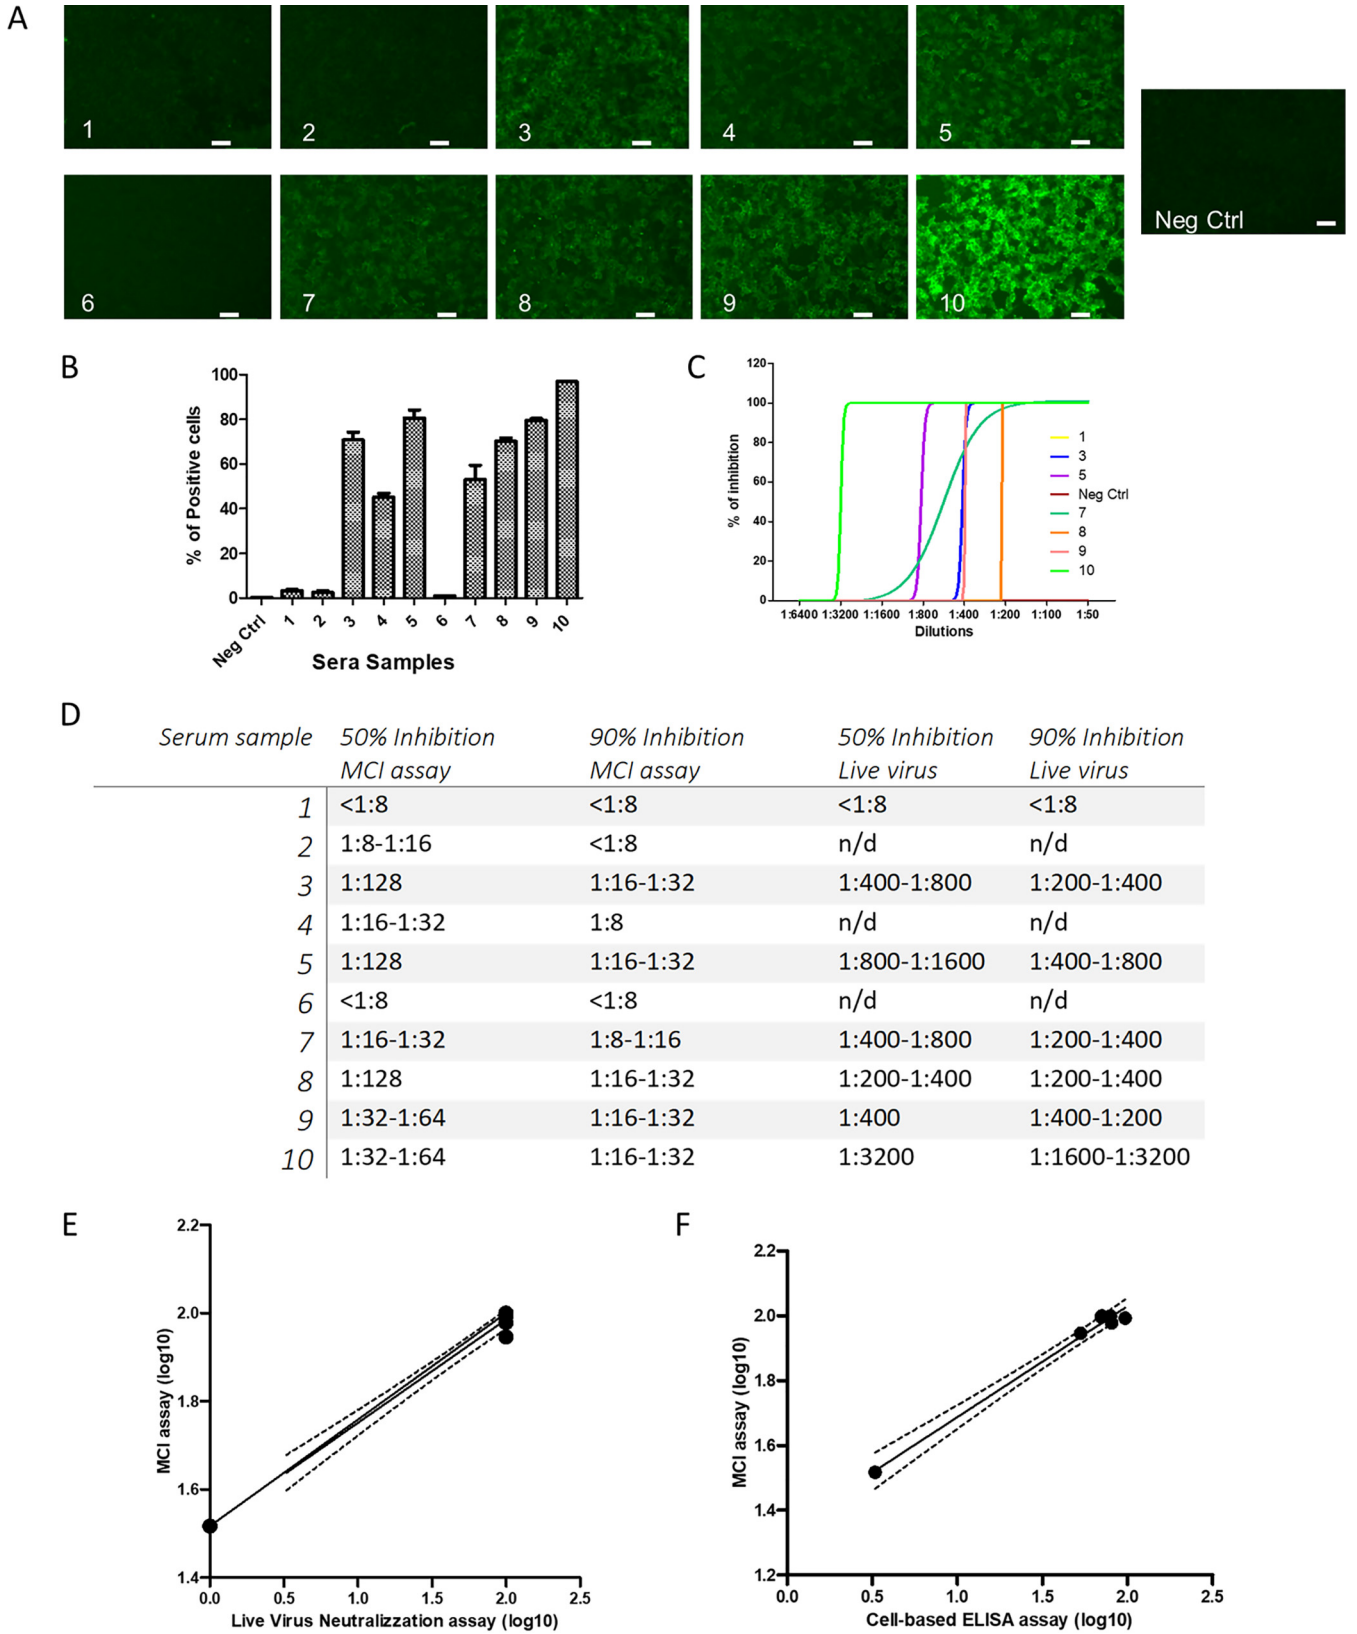 A
1
2
3
4
5
6
7
8
9
10
Neg Ctrl
B
% of Positive cells
100
80
60
40
20
0
Neg Ctrl
1
2
3
4
5
6
7
8
9
10
Sera Samples
C
% of inhibition
120
100
80
60
40
20
0
1:6400 1:3200 1:1600 1:800 1:400 1:200 1:100 1:50
Dilutions
1
3
5
Neg Ctrl
7
8
9
10
D
Serum sample 50% Inhibition 90% Inhibition 50% Inhibition 90% Inhibition
MCI assay MCI assay Live virus Live virus
1 <1:8 <1:8 <1:8 <1:8
2 1:8-1:16 <1:8 n/d n/d
3 1:128 1:16-1:32 1:400-1:800 1:200-1:400
4 1:16-1:32 1:8 n/d n/d
5 1:128 1:16-1:32 1:800-1:1600 1:400-1:800
6 <1:8 <1:8 n/d n/d
7 1:16-1:32 1:8-1:16 1:400-1:800 1:200-1:400
8 1:128 1:16-1:32 1:200-1:400 1:200-1:400
9 1:32-1:64 1:16-1:32 1:400 1:400-1:200
10 1:32-1:64 1:16-1:32 1:3200 1:1600-1:3200
E
MCI assay (log10)
2.2
2.0
1.8
1.6
1.4
0.0 0.5 1.0 1.5 2.0 2.5
Live Virus Neutralizzation assay (log10)
F
MCI assay (log10)
2.2
2.0
1.8
1.6
1.4
1.2
0.0 0.5 1.0 1.5 2.0 2.5
Cell-based ELISA assay (log10)